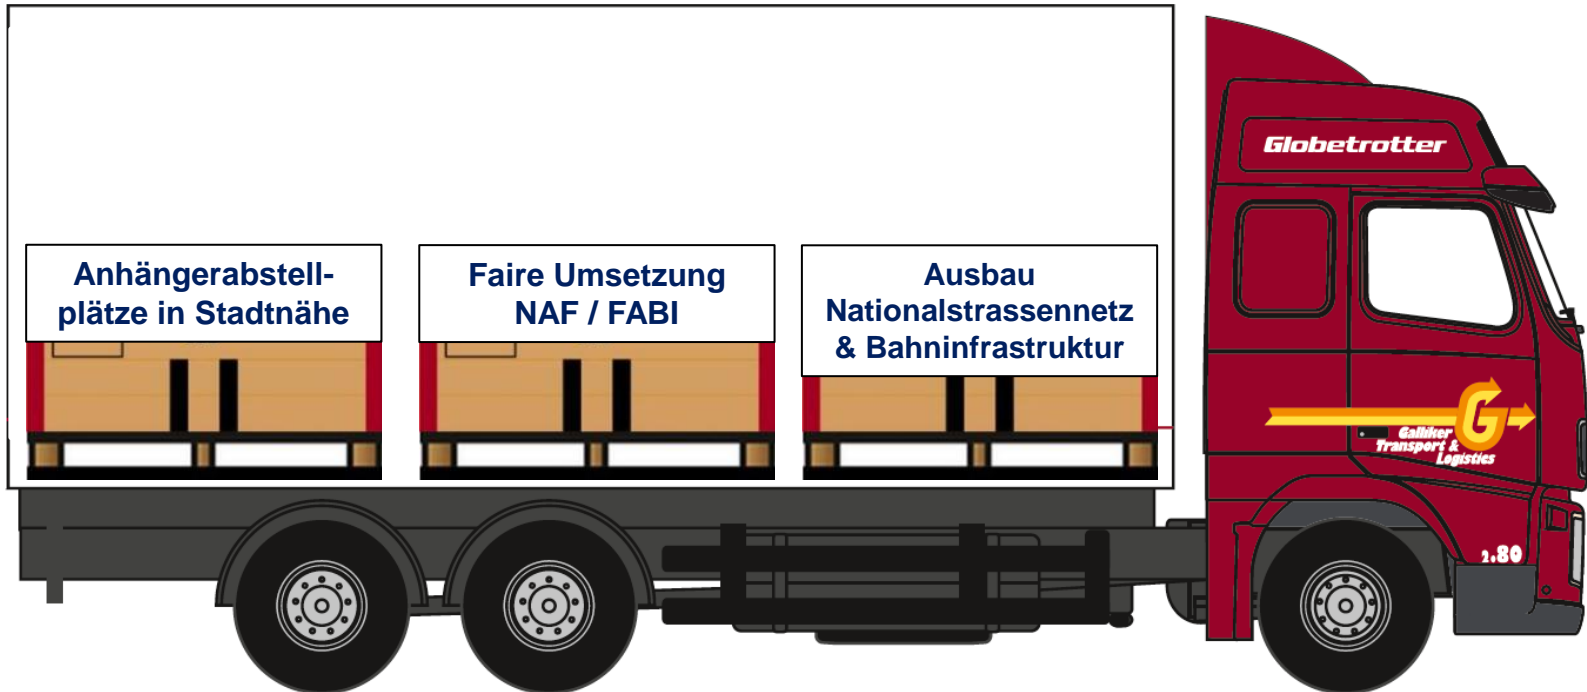 Globetrotter
Anhängerabstell-
plätze in Stadtnähe
Faire Umsetzung
NAF / FABI
Ausbau
Nationalstrassennetz
& Bahninfrastruktur
G
Galliker
Transport &
Logistics
2.80